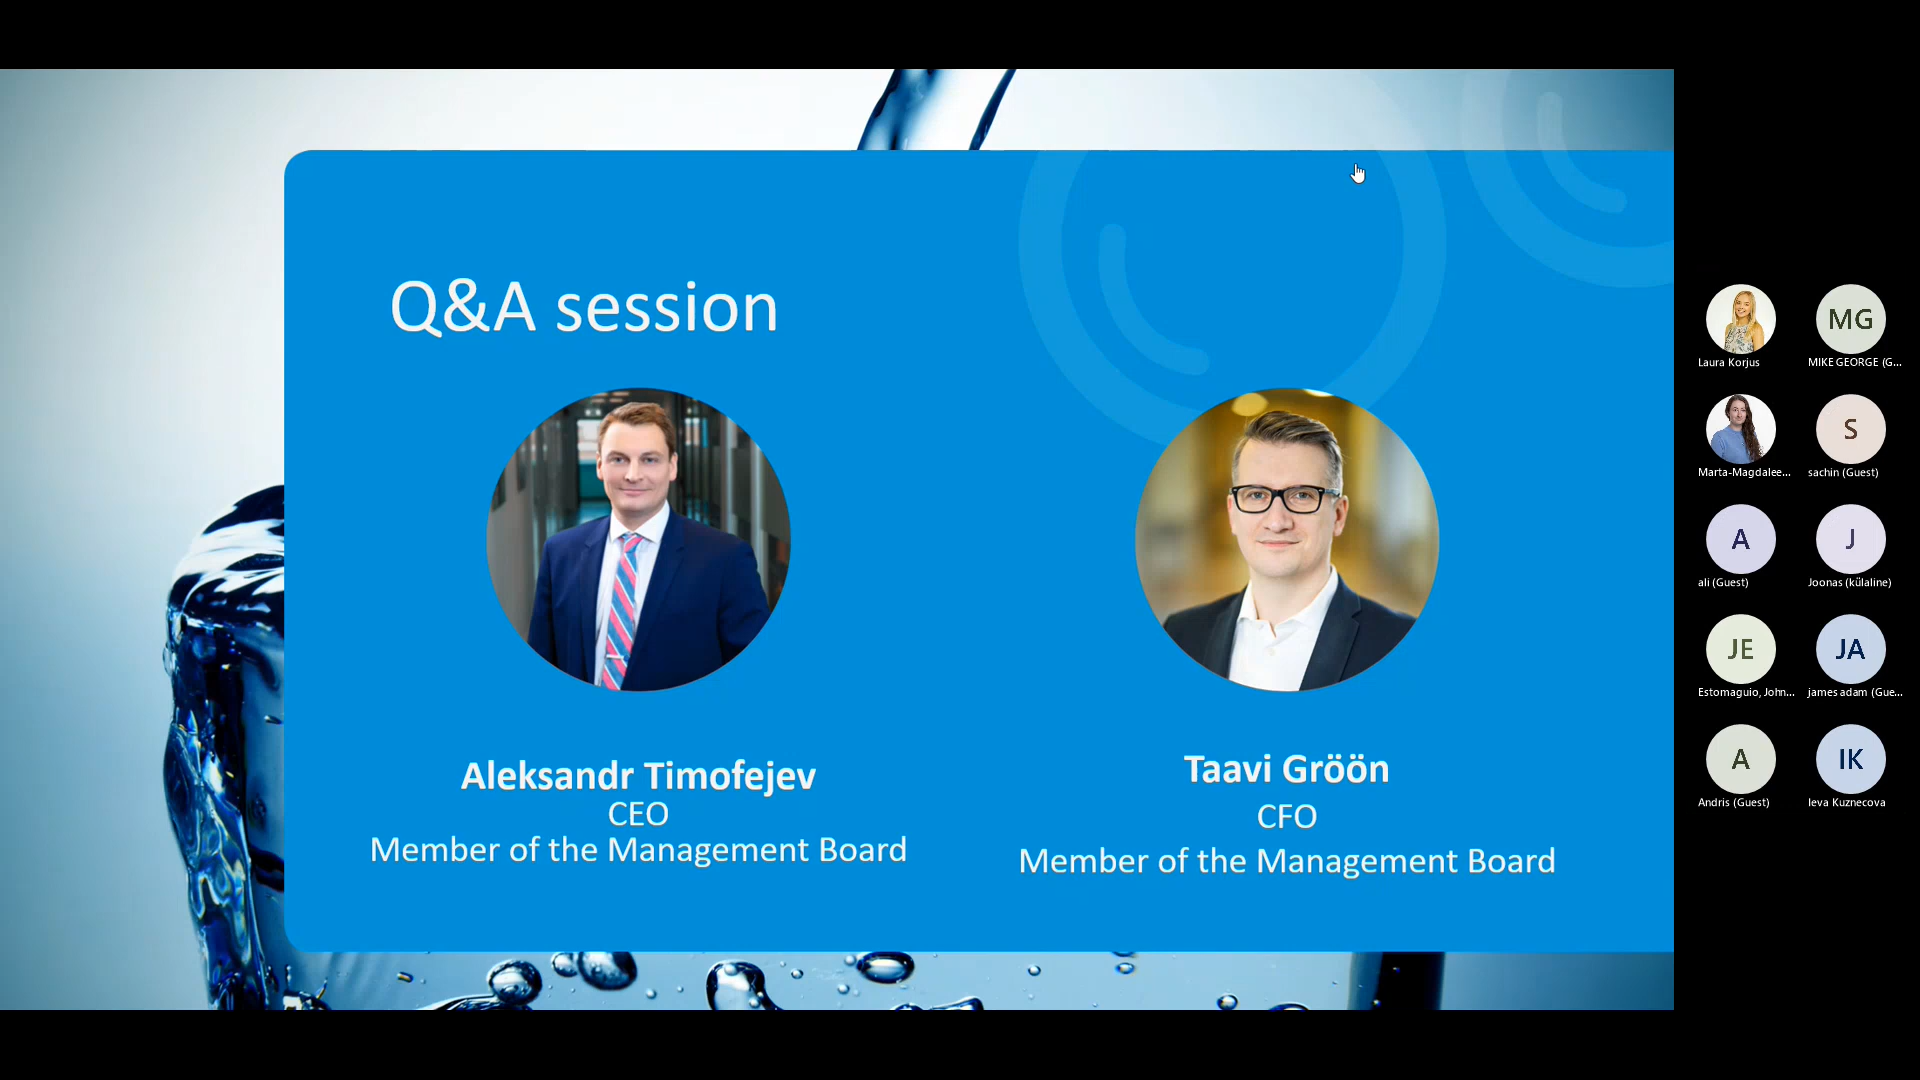 Q&A session
Aleksandr Timofejev
CEO
Member of the Management Board
Taavi Gröön
CFO
Member of the Management Board
Laura Korjus
MG
MIKE GEORGE (G...
Marta-Magdalee...
S
sachin (Guest)
A
ali (Guest)
J
Joonas (külaline)
JE
Estomaguio, John...
JA
james adam (Gue...
A
Andris (Guest)
IK
Ieva Kuznecova